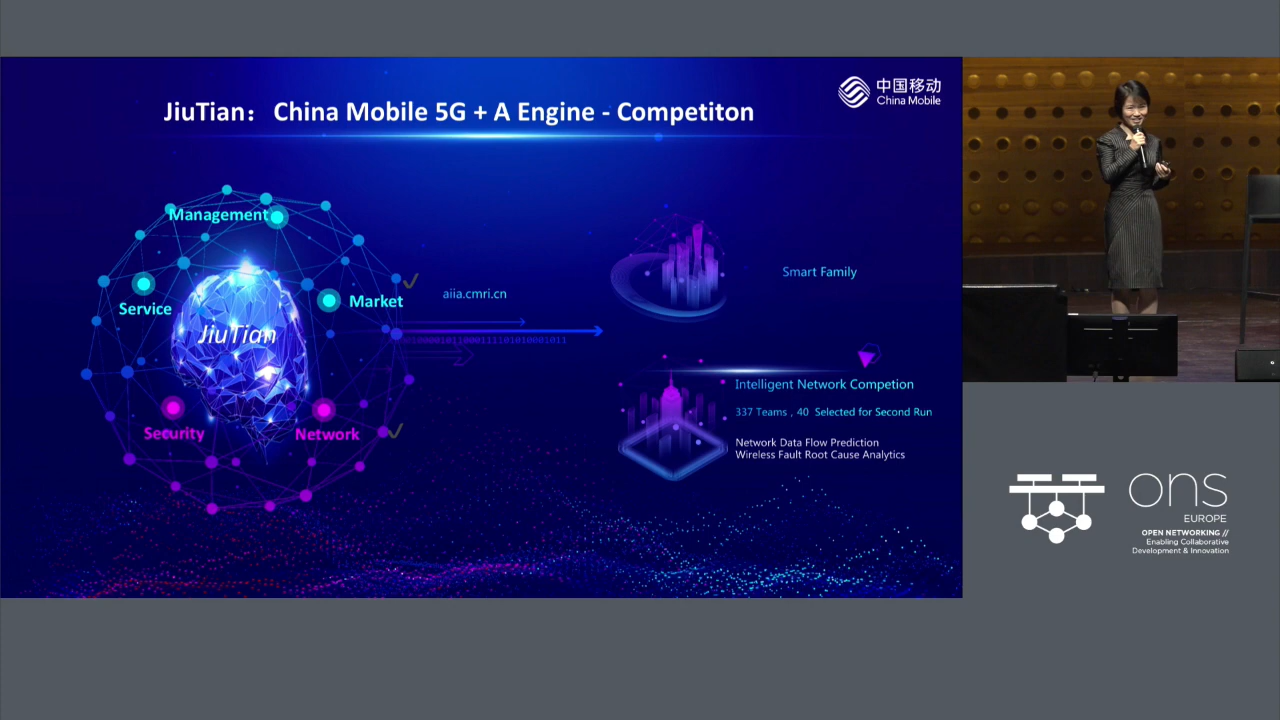 JiuTian： China Mobile 5G + A Engine - Competiton
中国移动
China Mobile
Management
Service
Market
JiuTian
Security
Network
aiia.cmri.cn
Smart Family
Intelligent Network Competion
337 Teams , 40 Selected for Second Run
Network Data Flow Prediction
Wireless Fault Root Cause Analytics
ons
EUROPE
OPEN NETWORKING //
Enabling Collaborative
Development & Innovation